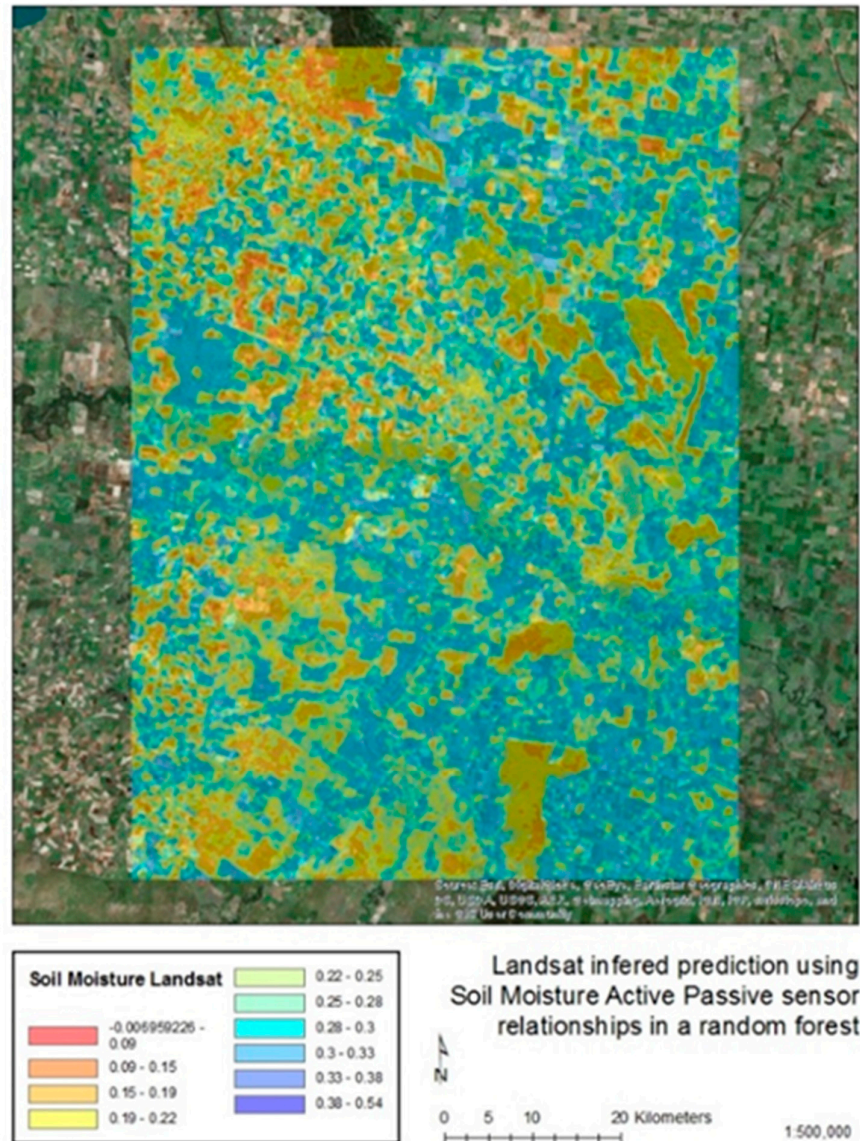 Soil Moisture Landsat
-0.006959226 -
0.09
0.09 - 0.15
0.15 - 0.19
0.19 - 0.22
0.22 - 0.25
0.25 - 0.28
0.28 - 0.3
0.3 - 0.33
0.33 - 0.38
0.38 - 0.54
Landsat infered prediction using
Soil Moisture Active Passive sensor
relationships in a random forest
N
0 5 10 20 Kilometers
1:500,000